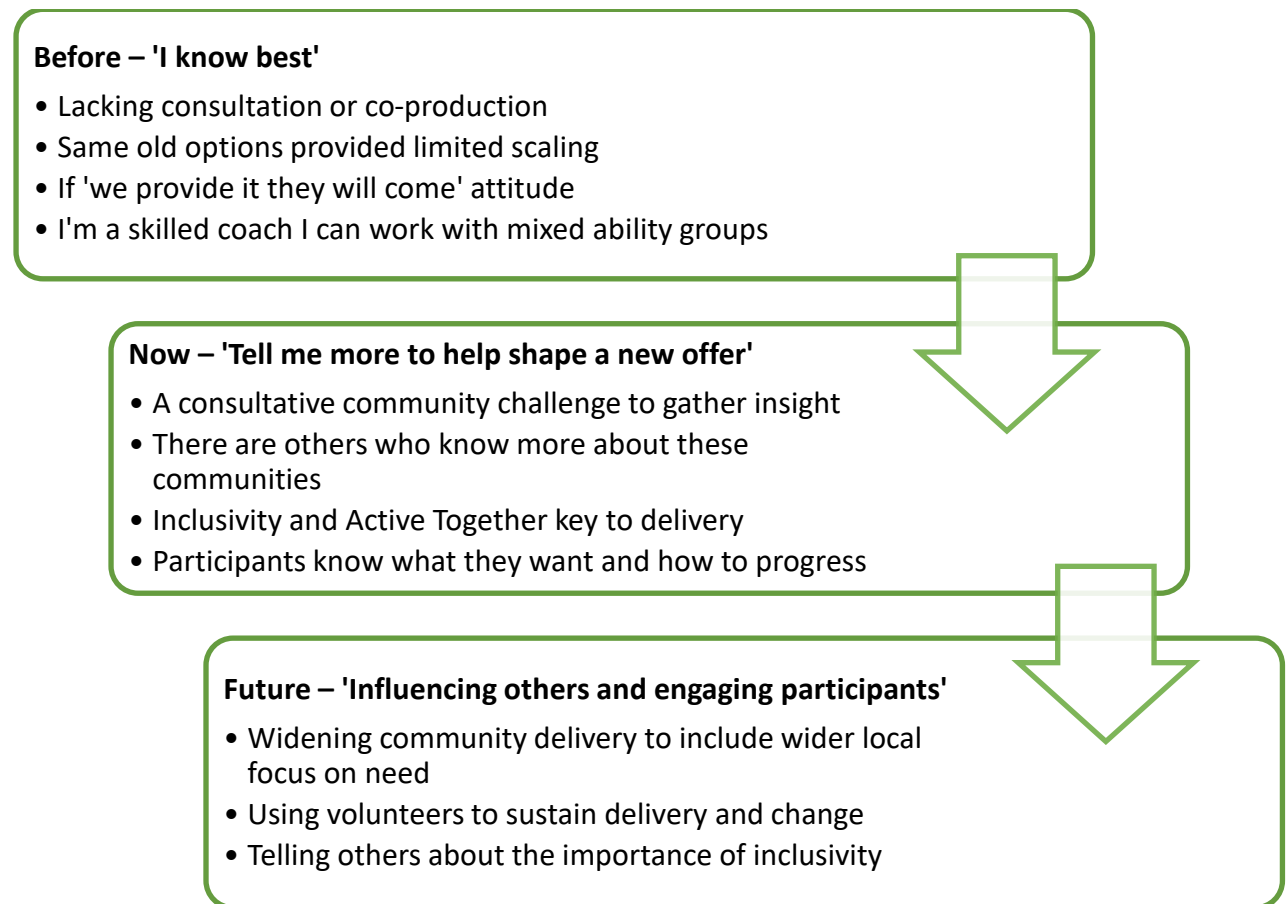 Before – 'I know best'
• Lacking consultation or co-production
• Same old options provided limited scaling
• If 'we provide it they will come' attitude
• I'm a skilled coach I can work with mixed ability groups
Now – 'Tell me more to help shape a new offer'
• A consultative community challenge to gather insight
• There are others who know more about these
communities
• Inclusivity and Active Together key to delivery
• Participants know what they want and how to progress
Future – 'Influencing others and engaging participants'
• Widening community delivery to include wider local
focus on need
• Using volunteers to sustain delivery and change
• Telling others about the importance of inclusivity